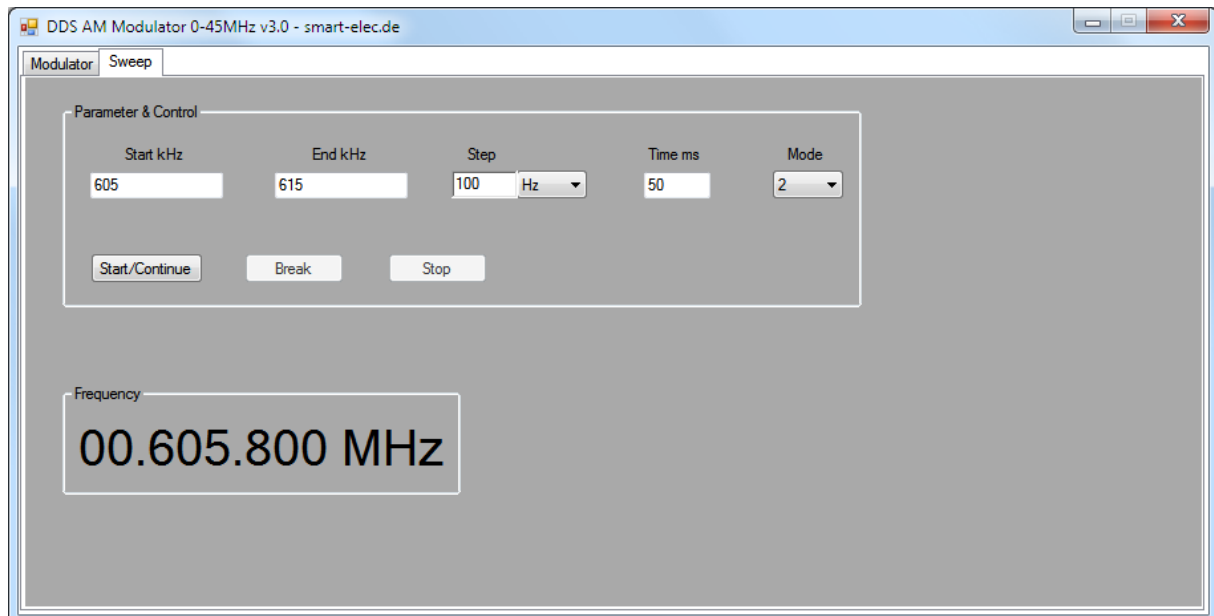 DDS AM Modulator 0-45MHz v3.0 - smart-elec.de
Modulator Sweep
Parameter & Control
Start kHz End kHz Step Time ms Mode
605 615 100 Hz 50 2
Start/Continue Break Stop
Frequency
00.605.800 MHz